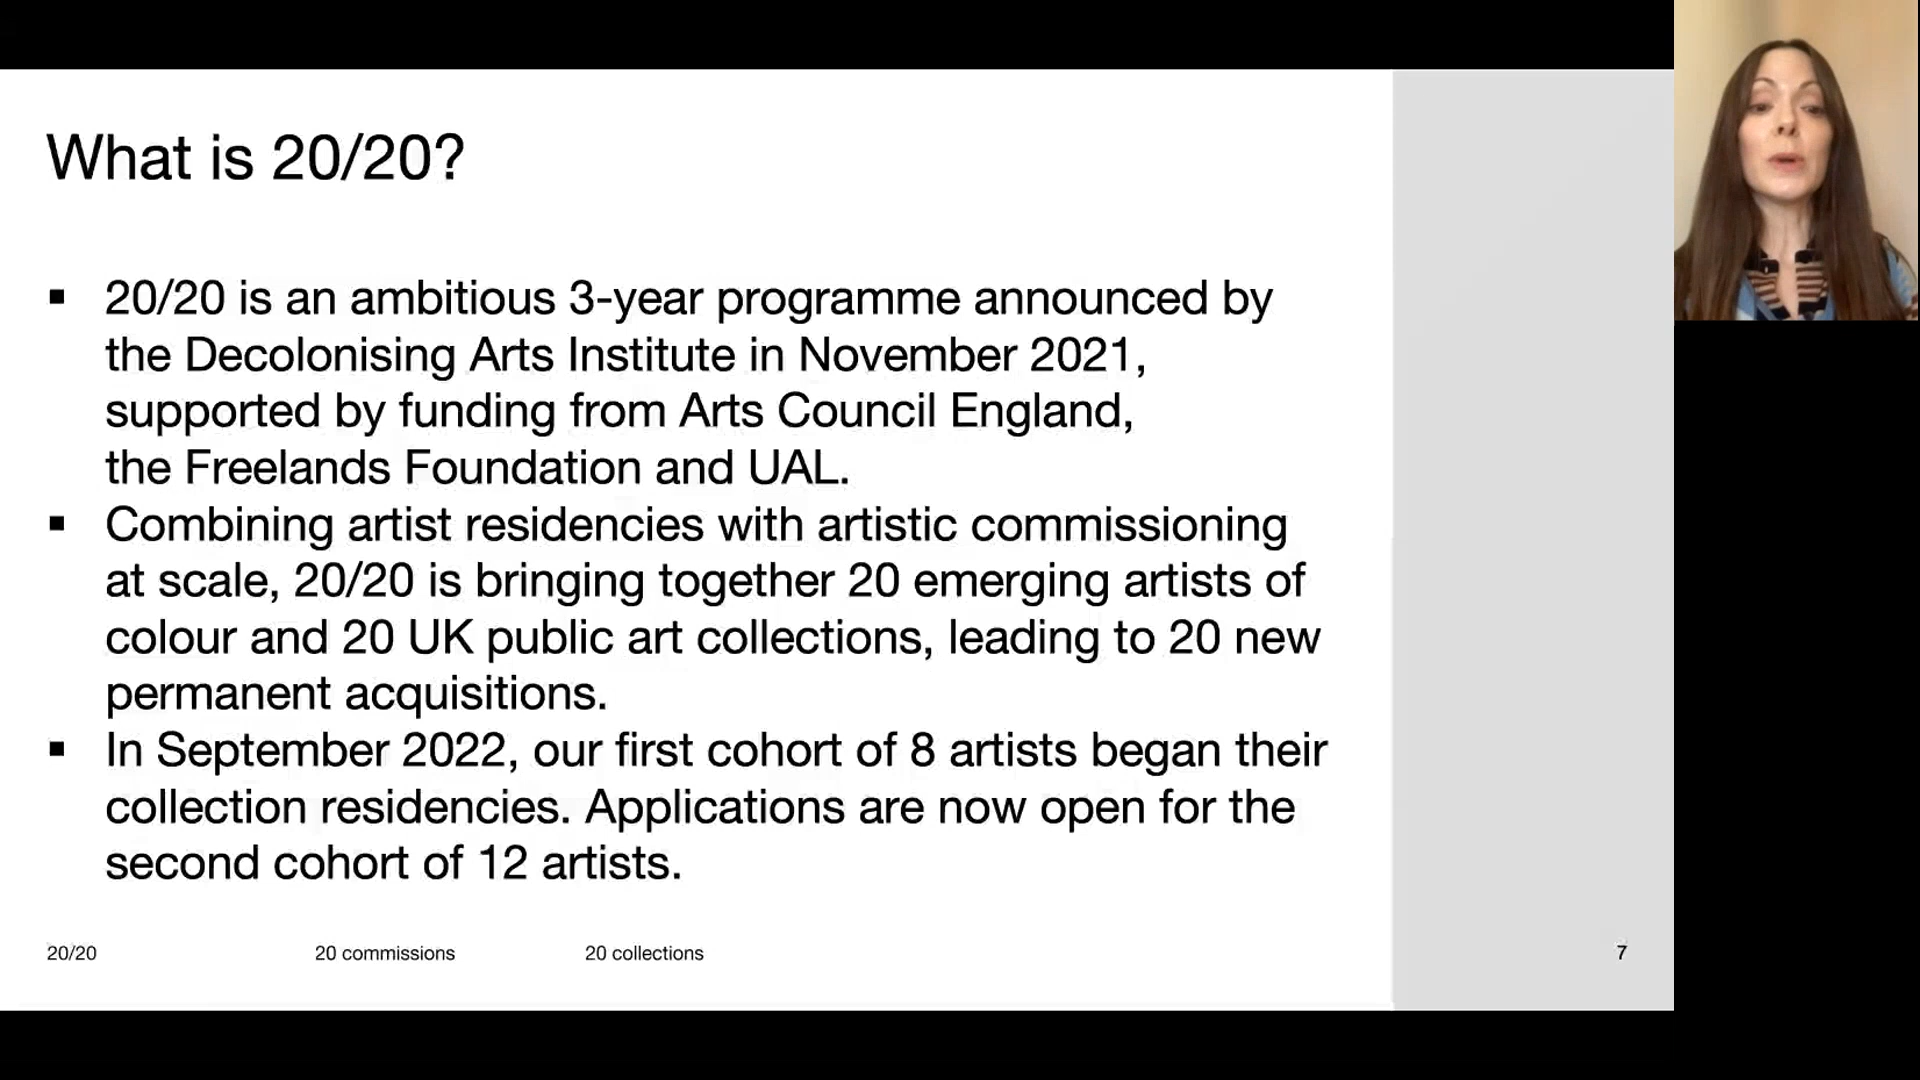 What is 20/20?
▪ 20/20 is an ambitious 3-year programme announced by
the Decolonising Arts Institute in November 2021,
supported by funding from Arts Council England,
the Freelands Foundation and UAL.
▪ Combining artist residencies with artistic commissioning
at scale, 20/20 is bringing together 20 emerging artists of
colour and 20 UK public art collections, leading to 20 new
permanent acquisitions.
▪ In September 2022, our first cohort of 8 artists began their
collection residencies. Applications are now open for the
second cohort of 12 artists.
20/20 20 commissions 20 collections 7